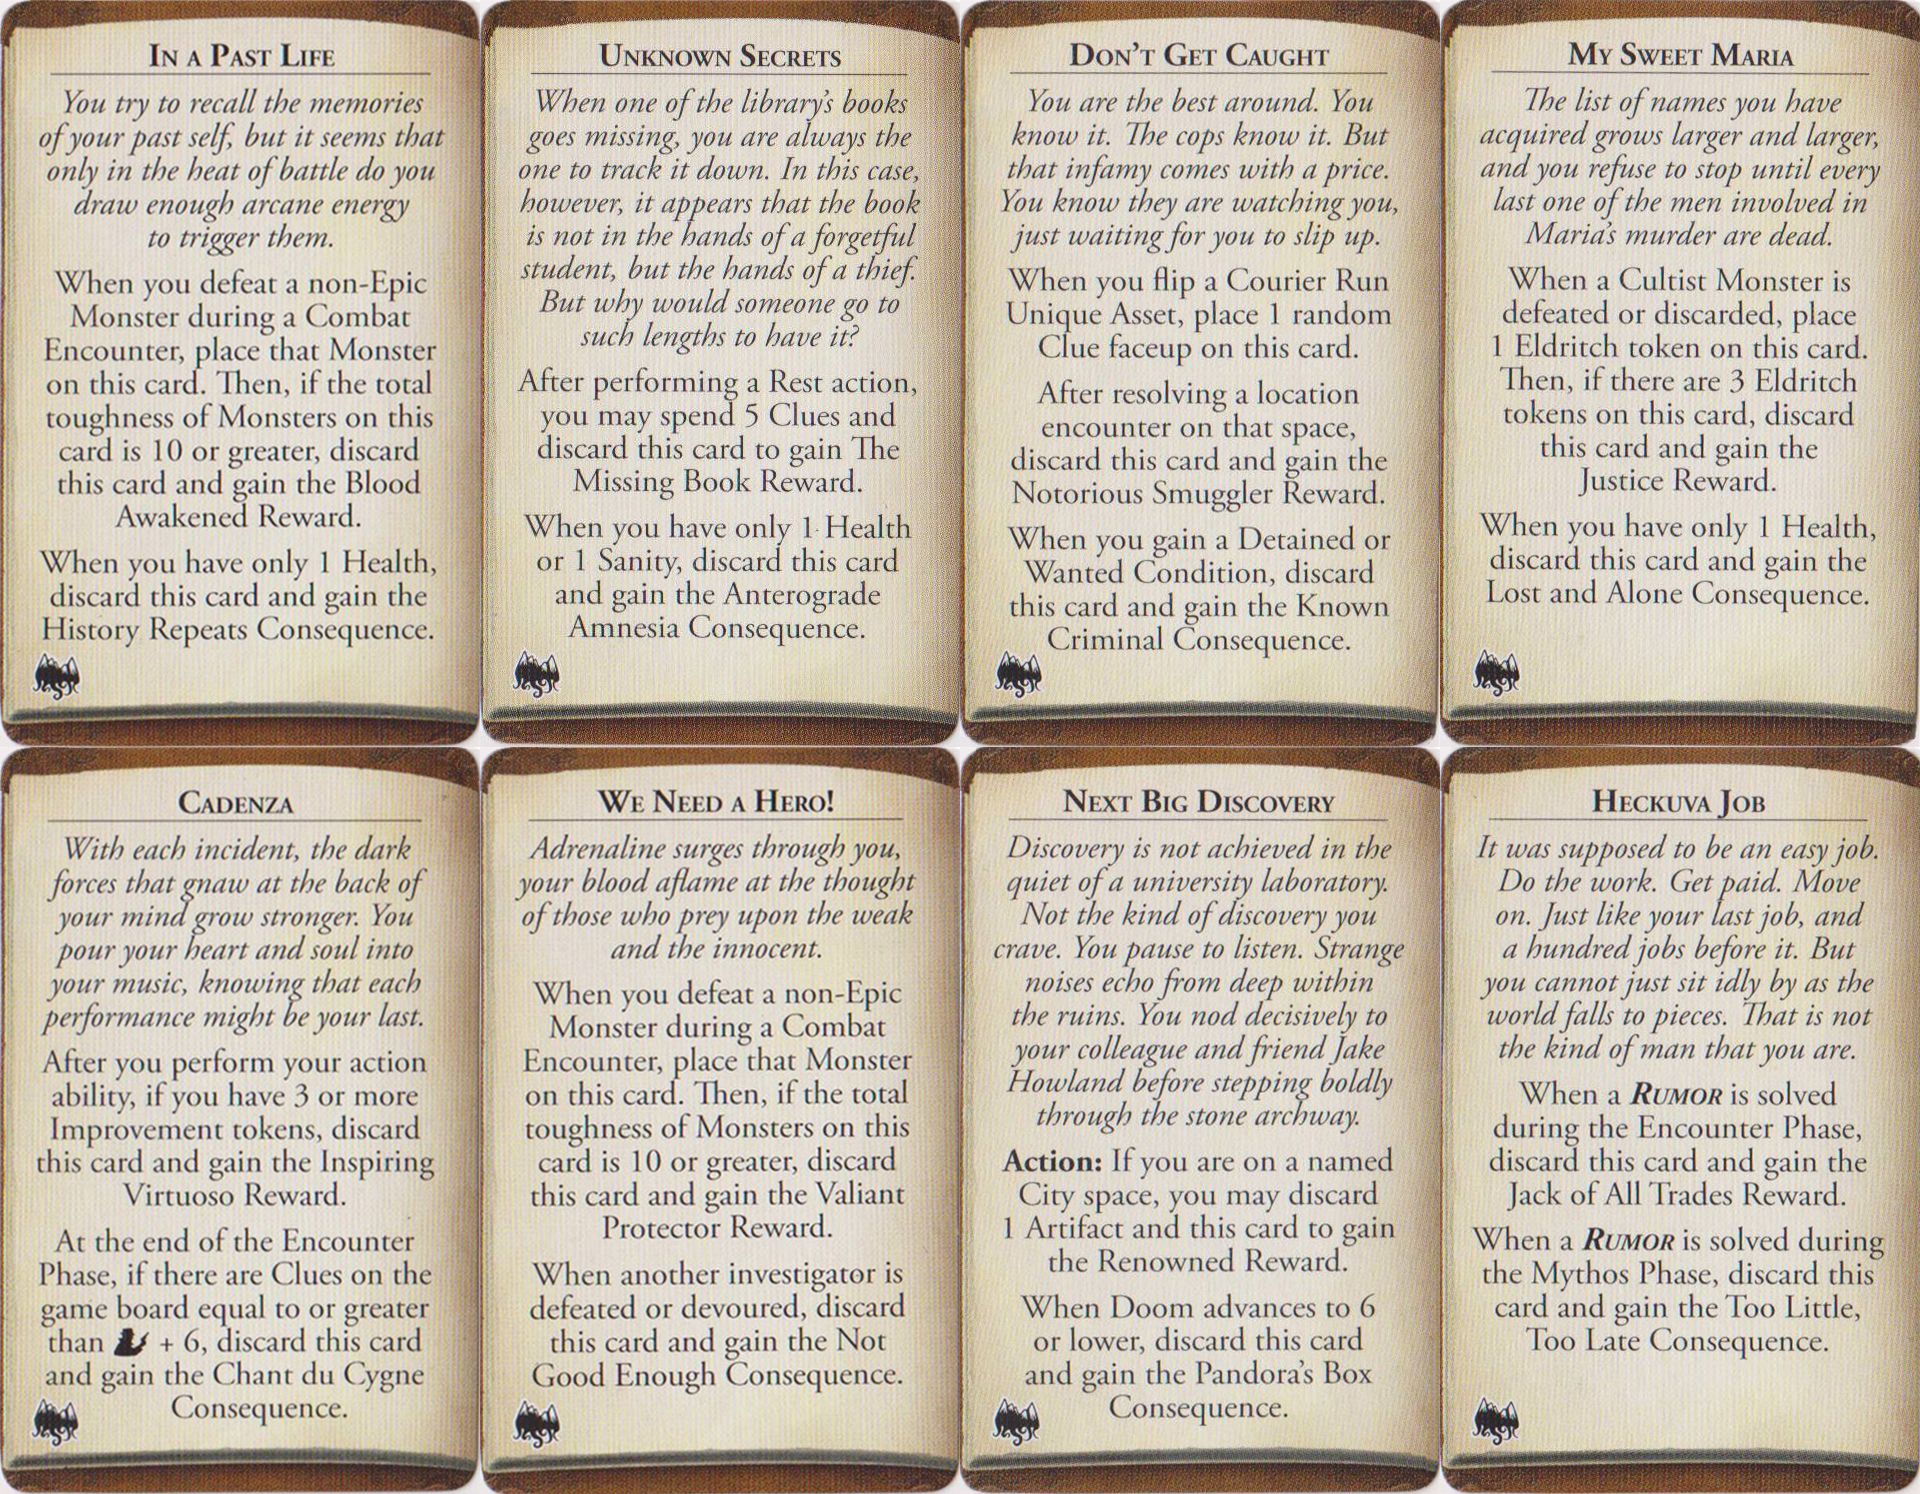 IN A PAST LIFE
You try to recall the memories
of your past self, but it seems that
only in the heat of battle do you
draw enough arcane energy
to trigger them.
When you defeat a non-Epic
Monster during a Combat
Encounter, place that Monster
on this card. Then, if the total
toughness of Monsters on this
card is 10 or greater, discard
this card and gain the Blood
Awakened Reward.
When you have only 1 Health,
discard this card and gain the
History Repeats Consequence.
UNKNOWN SECRETS
When one of the library's books
goes missing, you are always the
one to track it down. In this case,
however, it appears that the book
is not in the hands of a forgetful
student, but the hands of a thief.
But why would someone go to
such lengths to have it?
After performing a Rest action,
you may spend 5 Clues and
discard this card to gain The
Missing Book Reward.
When you have only 1 Health
or 1 Sanity, discard this card
and gain the Anterograde
Amnesia Consequence.
DON'T GET CAUGHT
You are the best around. You
know it. The cops know it. But
that infamy comes with a price.
You know they are watching you,
just waiting for you to slip up.
When you flip a Courier Run
Unique Asset, place 1 random
Clue faceup on this card.
After resolving a location
encounter on that space,
discard this card and gain the
Notorious Smuggler Reward.
When you gain a Detained or
Wanted Condition, discard
this card and gain the Known
Criminal Consequence.
MY SWEET MARIA
The list of names you have
acquired grows larger and larger,
and you refuse to stop until every
last one of the men involved in
Maria's murder are dead.
When a Cultist Monster is
defeated or discarded, place
1 Eldritch token on this card.
Then, if there are 3 Eldritch
tokens on this card, discard
this card and gain the
Justice Reward.
When you have only 1 Health,
discard this card and gain the
Lost and Alone Consequence.
CADENZA
With each incident, the dark
forces that gnaw at the back of
your mind grow stronger. You
pour your heart and soul into
your music, knowing that each
performance might be your last.
After you perform your action
ability, if you have 3 or more
Improvement tokens, discard
this card and gain the Inspiring
Virtuoso Reward.
At the end of the Encounter
Phase, if there are Clues on the
game board equal to or greater
than + 6, discard this card
and gain the Chant du Cygne
Consequence.
WE NEED A HERO!
Adrenaline surges through you,
your blood aflame at the thought
of those who prey upon the weak
and the innocent.
When you defeat a non-Epic
Monster during a Combat
Encounter, place that Monster
on this card. Then, if the total
toughness of Monsters on this
card is 10 or greater, discard
this card and gain the Valiant
Protector Reward.
When another investigator is
defeated or devoured, discard
this card and gain the Not
Good Enough Consequence.
NEXT BIG DISCOVERY
Discovery is not achieved in the
quiet of a university laboratory.
Not the kind of discovery you
crave. You pause to listen. Strange
noises echo from deep within
the ruins. You nod decisively to
your colleague and friend Jake
Howland before stepping boldly
through the stone archway.
Action: If you are on a named
City space, you may discard
1 Artifact and this card to gain
the Renowned Reward.
When Doom advances to 6
or lower, discard this card
and gain the Pandora's Box
Consequence.
HECKUVA JOB
It was supposed to be an easy job.
Do the work. Get paid. Move
on. Just like your last job, and
a hundred jobs before it. But
you cannot just sit idly by as the
world falls to pieces. That is not
the kind of man that you are.
When a RUMOR is solved
during the Encounter Phase,
discard this card and gain the
Jack of All Trades Reward.
When a RUMOR is solved during
the Mythos Phase, discard this
card and gain the Too Little,
Too Late Consequence.